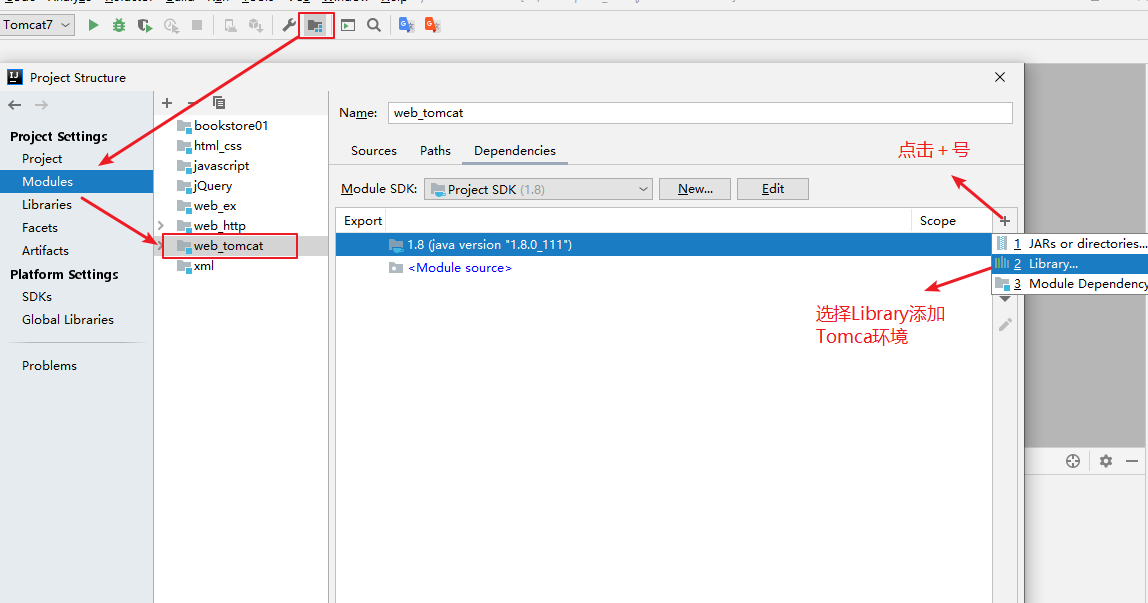 Tomcat7
Project Structure
Project Settings
Project
Modules
Libraries
Facets
Artifacts
Platform Settings
SDKs
Global Libraries
Problems
bookstore01
html_css
javascript
jQuery
web_ex
web_http
web_tomcat
xml
Name: web_tomcat
Sources Paths Dependencies
点击 + 号
Module SDK: Project SDK (1.8) New... Edit
Export Scope
1.8 (java version "1.8.0_111")
<Module source>
1 JARs or directories...
2 Library...
3 Module Dependency
选择Library添加
Tomca环境